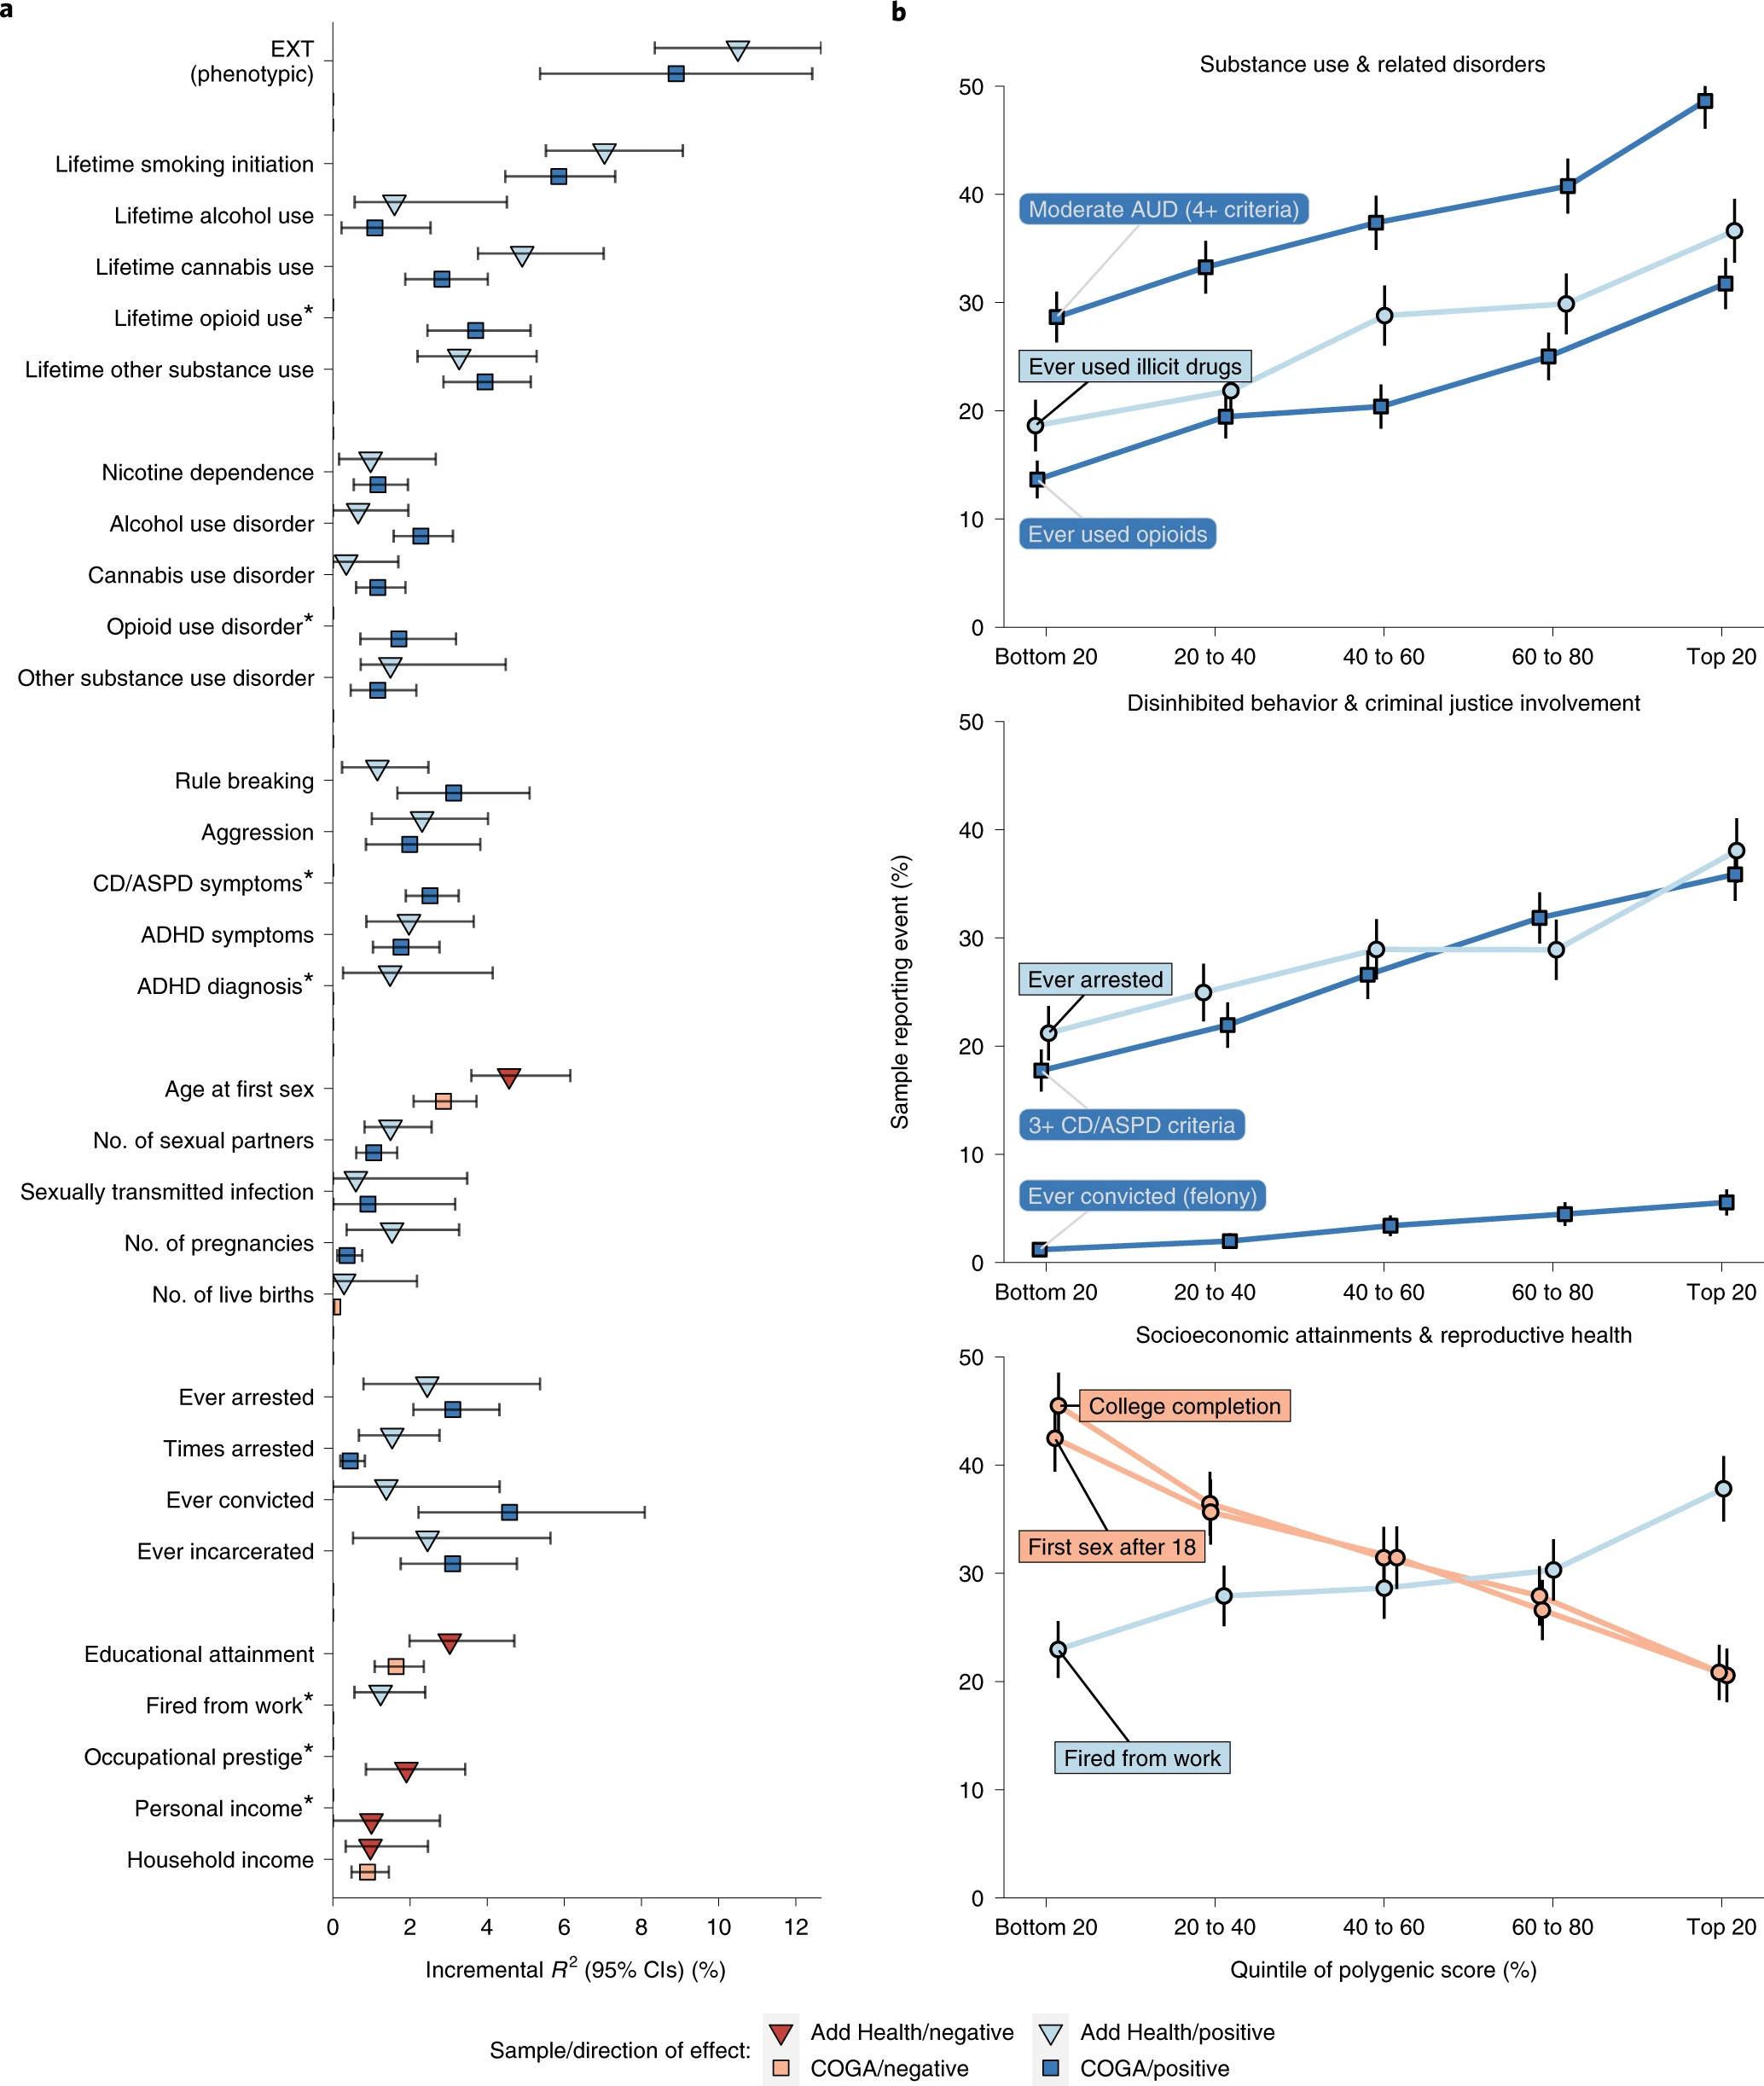 a
EXT
(phenotypic)
Lifetime smoking initiation
Lifetime alcohol use
Lifetime cannabis use
Lifetime opioid use*
Lifetime other substance use
Nicotine dependence
Alcohol use disorder
Cannabis use disorder
Opioid use disorder*
Other substance use disorder
Rule breaking
Aggression
CD/ASPD symptoms*
ADHD symptoms
ADHD diagnosis*
Age at first sex
No. of sexual partners
Sexually transmitted infection
No. of pregnancies
No. of live births
Ever arrested
Times arrested
Ever convicted
Ever incarcerated
Educational attainment
Fired from work*
Occupational prestige*
Personal income*
Household income
0 2 4 6 8 10 12
Incremental R² (95% CIs) (%)
b
Sample reporting event (%)
Substance use & related disorders
50
40
30
20
10
0
Moderate AUD (4+ criteria)
Ever used illicit drugs
Ever used opioids
Bottom 20 20 to 40 40 to 60 60 to 80 Top 20
Disinhibited behavior & criminal justice involvement
50
40
30
20
10
0
Ever arrested
3+ CD/ASPD criteria
Ever convicted (felony)
Bottom 20 20 to 40 40 to 60 60 to 80 Top 20
Socioeconomic attainments & reproductive health
50
40
30
20
10
0
College completion
First sex after 18
Fired from work
Bottom 20 20 to 40 40 to 60 60 to 80 Top 20
Quintile of polygenic score (%)
Sample/direction of effect:
Add Health/negative
Add Health/positive
COGA/negative
COGA/positive